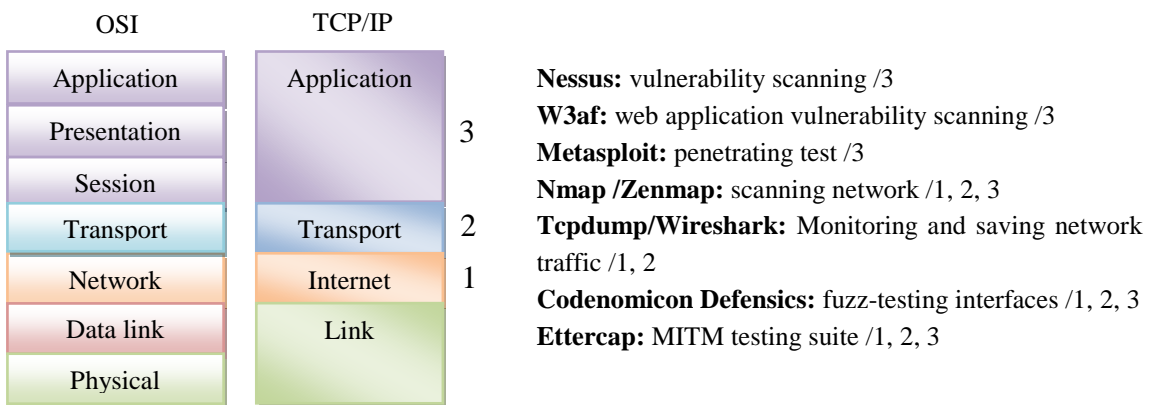 OSI
TCP/IP
Application
Presentation
Session
Transport
Network
Data link
Physical
Application
Transport
Internet
Link
3
2
1
Nessus: vulnerability scanning /3
W3af: web application vulnerability scanning /3
Metasploit: penetrating test /3
Nmap /Zenmap: scanning network /1, 2, 3
Tcpdump/Wireshark: Monitoring and saving network
traffic /1, 2
Codenomicon Defensics: fuzz-testing interfaces /1, 2, 3
Ettercap: MITM testing suite /1, 2, 3